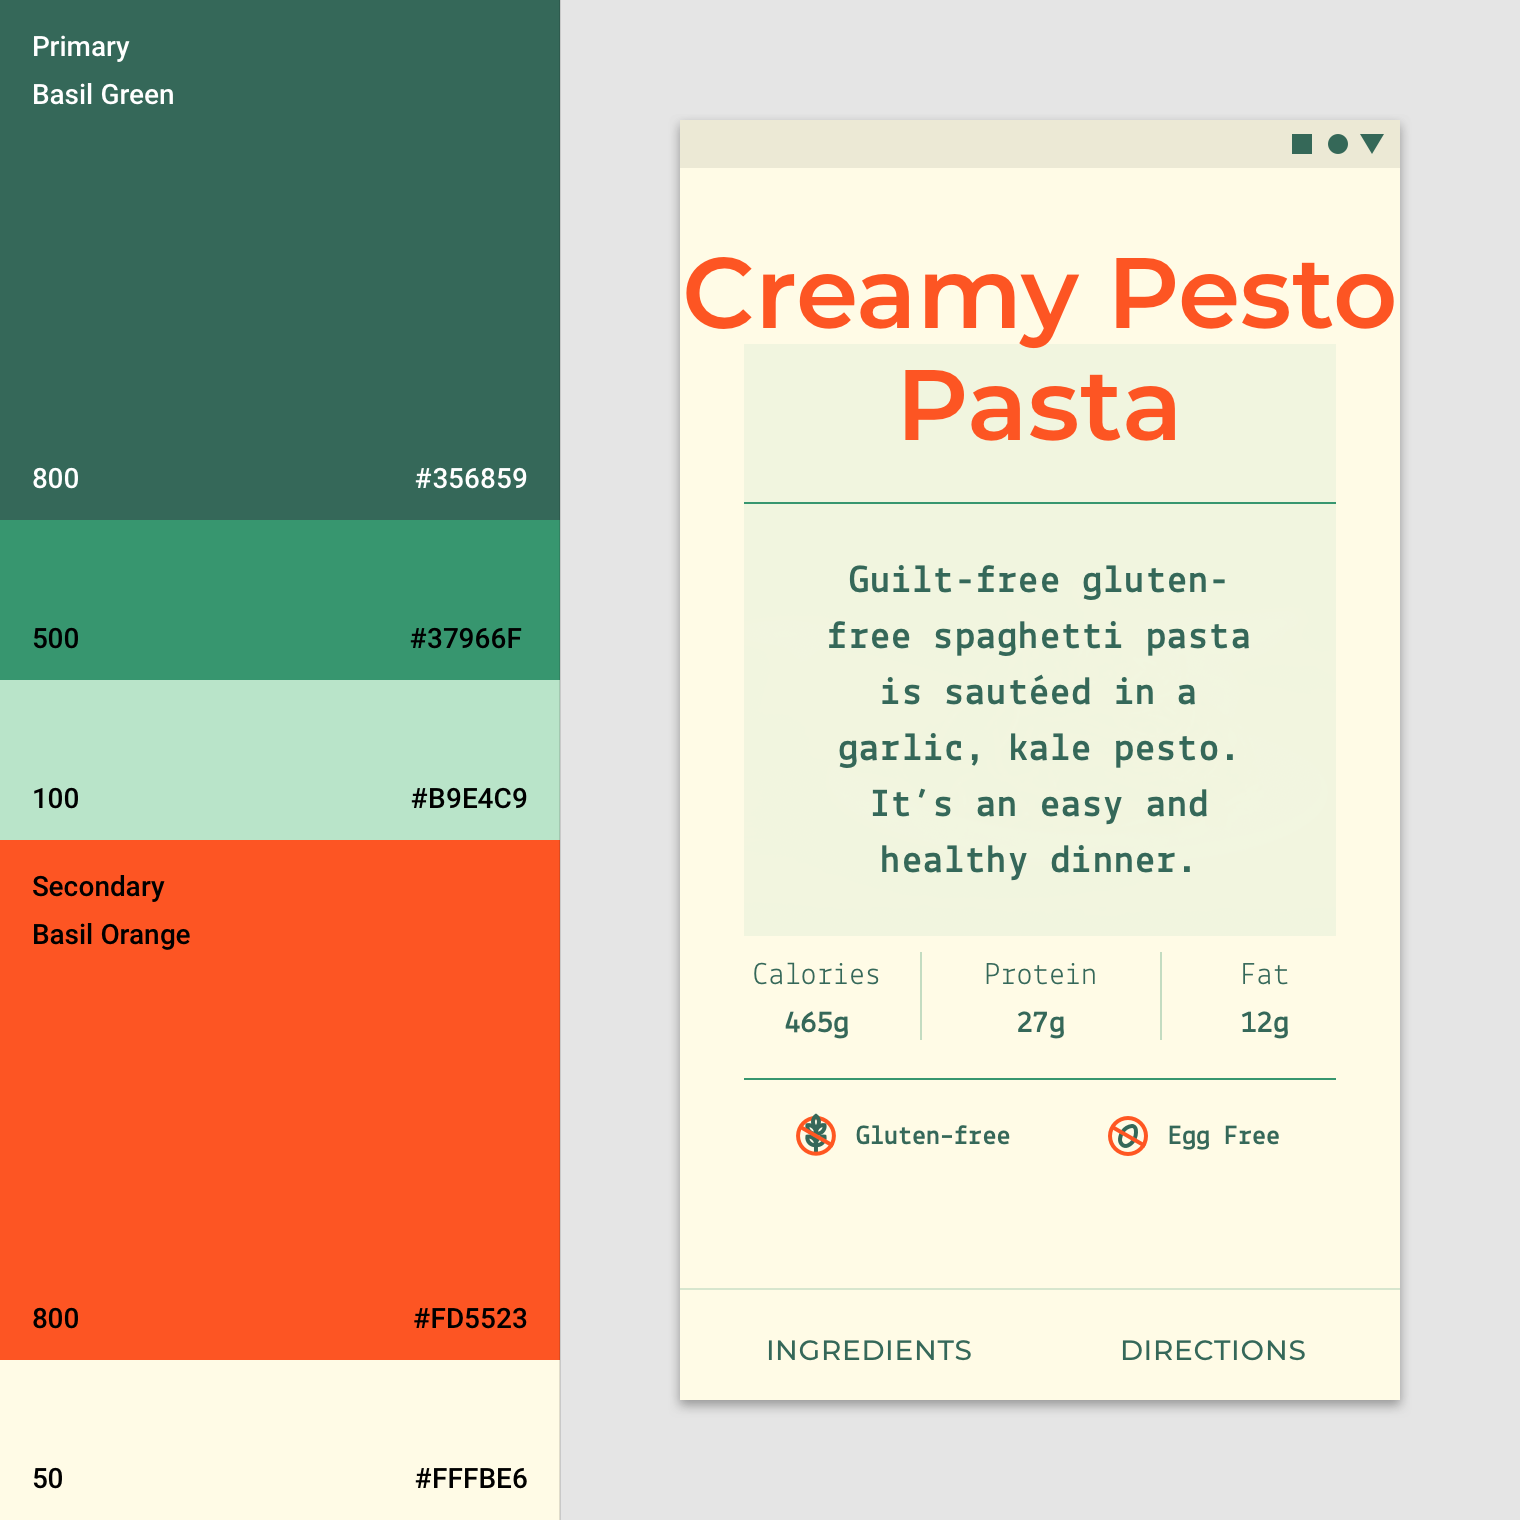 Primary
Basil Green
800 #356859
500 #37966F
100 #B9E4C9
Secondary
Basil Orange
800 #FD5523
50 #FFFBE6
Creamy Pesto
Pasta
Guilt-free gluten-
free spaghetti pasta
is sautéed in a
garlic, kale pesto.
It’s an easy and
healthy dinner.
Calories Protein Fat
465g 27g 12g
Gluten-free Egg Free
INGREDIENTS DIRECTIONS